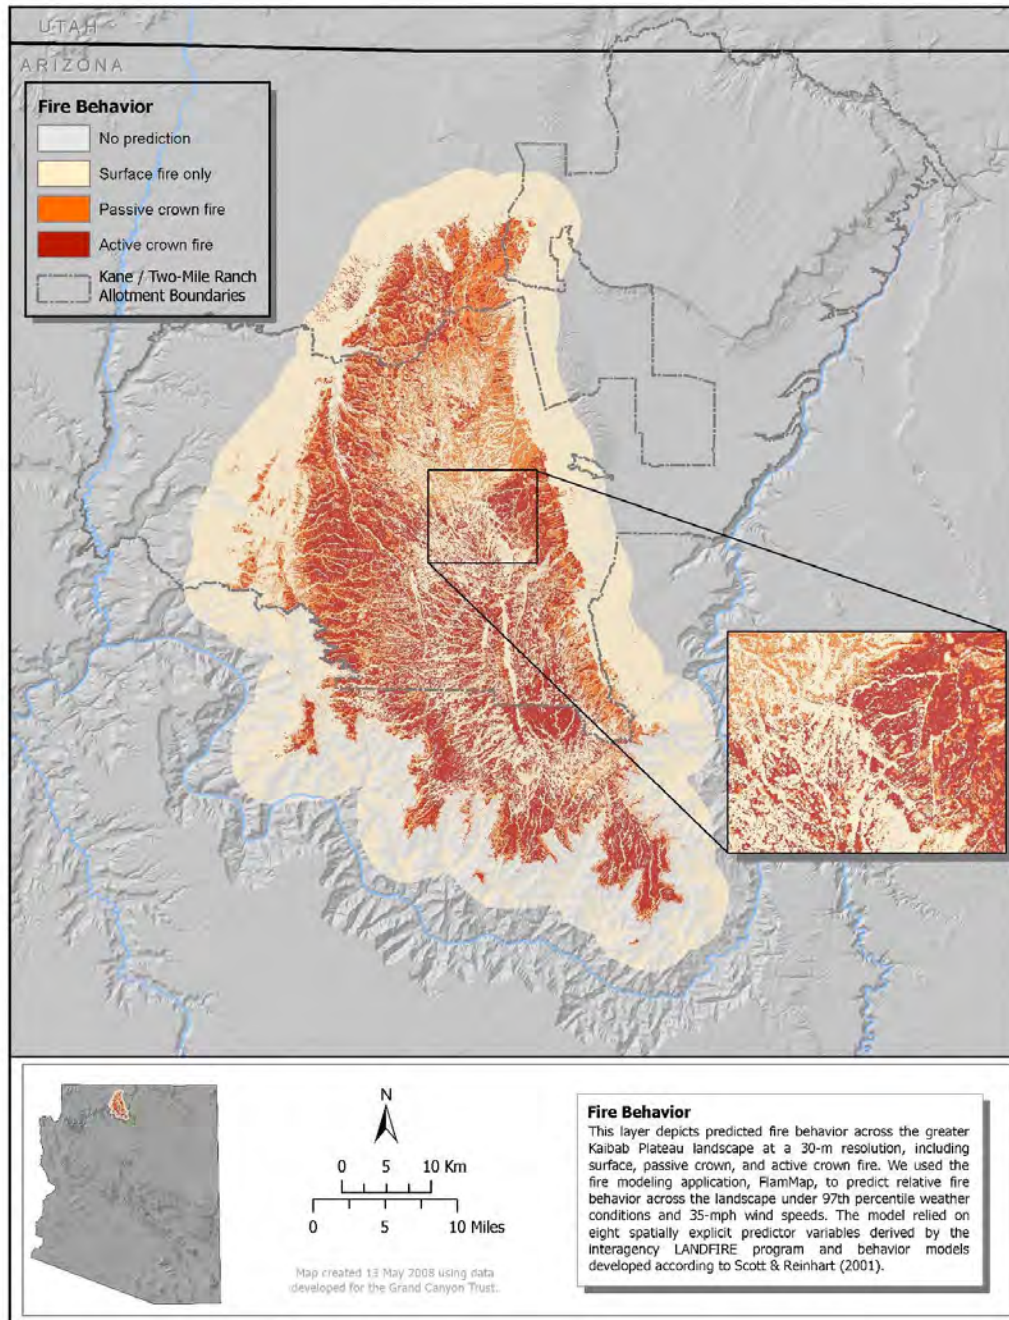 UTAH
ARIZONA
Fire Behavior
No prediction
Surface fire only
Passive crown fire
Active crown fire
Kane / Two-Mile Ranch
Allotment Boundaries
N
0 5 10 Km
0 5 10 Miles
Map created 13 May 2008 using data
developed for the Grand Canyon Trust.
Fire Behavior
This layer depicts predicted fire behavior across the greater
Kaibab Plateau landscape at a 30-m resolution, including
surface, passive crown, and active crown fire. We used the
fire modeling application, FlamMap, to predict relative fire
behavior across the landscape under 97th percentile weather
conditions and 35-mph wind speeds. The model relied on
eight spatially explicit predictor variables derived by the
interagency LANDFIRE program and behavior models
developed according to Scott & Reinhart (2001).